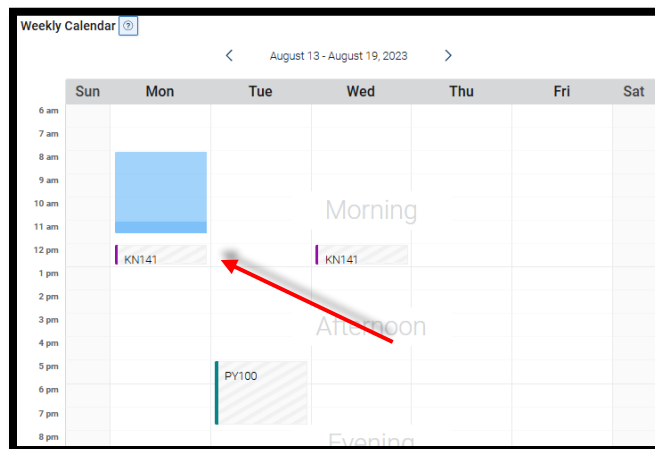 Weekly Calendar ?
< August 13 - August 19, 2023 >
Sun Mon Tue Wed Thu Fri Sat
6 am
7 am
8 am
9 am
10 am
Morning
11 am
12 pm
KN141 KN141
1 pm
2 pm
3 pm
Afternoon
4 pm
5 pm
PY100
6 pm
7 pm
8 pm
Evening